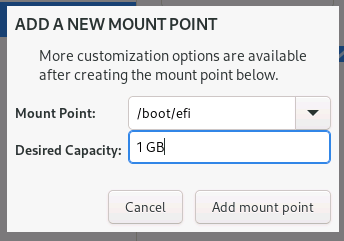 ADD A NEW MOUNT POINT
More customization options are available
after creating the mount point below.
Mount Point: /boot/efi
Desired Capacity: 1 GB
Cancel Add mount point